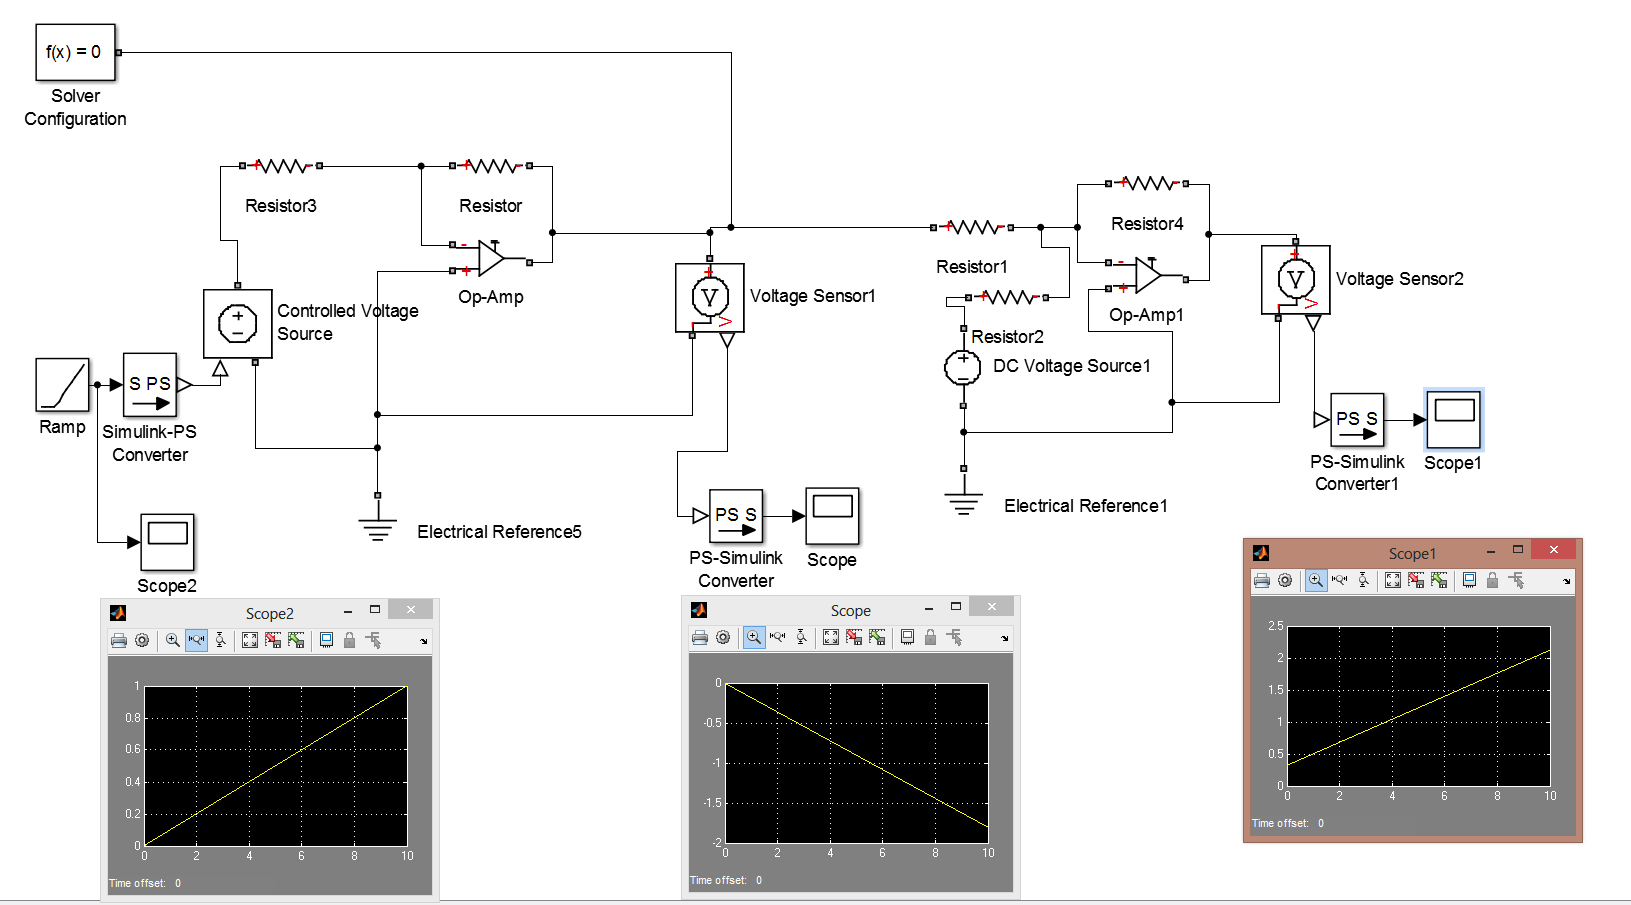 f(x) = 0
Solver
Configuration
Resistor3
Resistor
Op-Amp
Controlled Voltage
Source
Ramp
S PS
Simulink-PS
Converter
Scope2
Electrical Reference5
V
Voltage Sensor1
PS S
PS-Simulink
Converter
Scope
Resistor1
Resistor2
DC Voltage Source1
Electrical Reference1
Resistor4
Op-Amp1
V
Voltage Sensor2
PS S
PS-Simulink
Converter1
Scope1
Scope2
1
0.8
0.6
0.4
0.2
0
0 2 4 6 8 10
Time offset: 0
Scope
0
-0.5
-1
-1.5
-2
0 2 4 6 8 10
Time offset: 0
Scope1
2.5
2
1.5
1
0.5
0
0 2 4 6 8 10
Time offset: 0